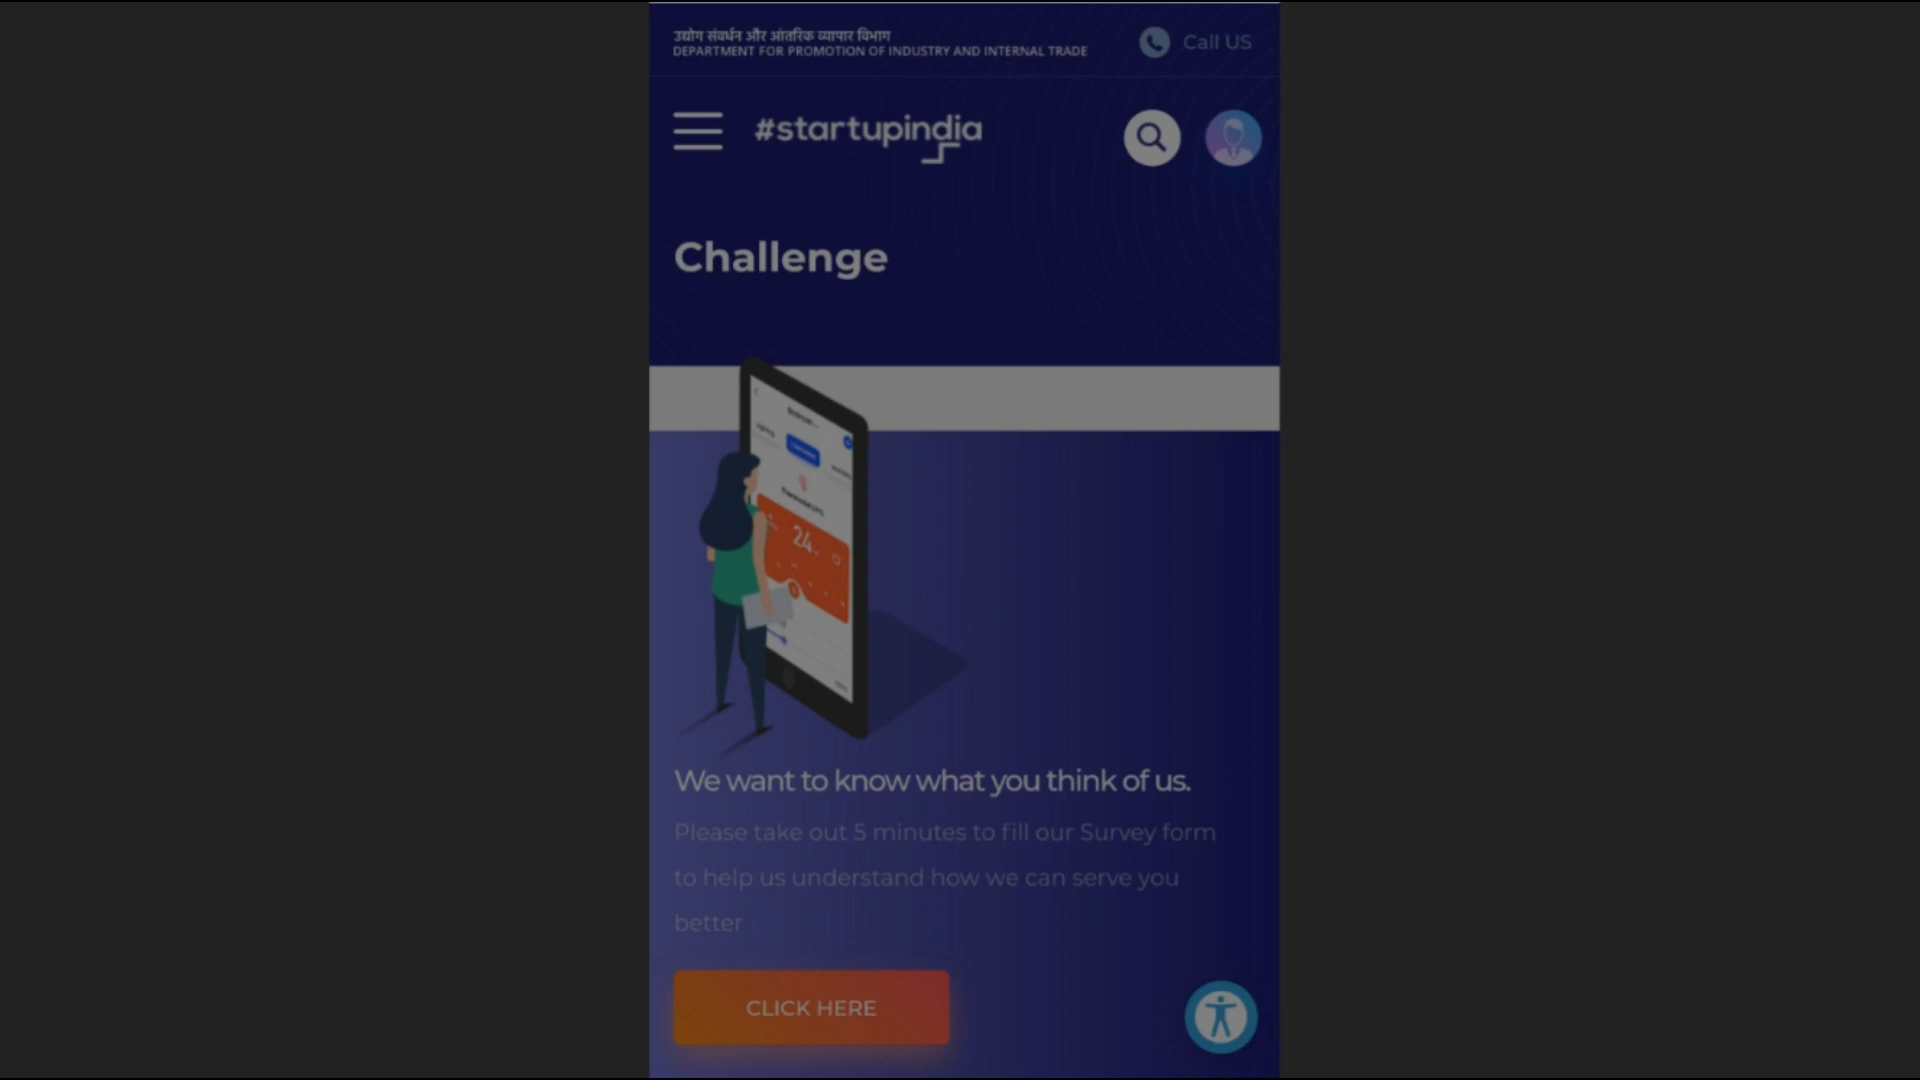 उद्योग संवर्धन और आंतरिक व्यापार विभाग
DEPARTMENT FOR PROMOTION OF INDUSTRY AND INTERNAL TRADE
Call US
#startupindia
Challenge
24
We want to know what you think of us.
Please take out 5 minutes to fill our Survey form
to help us understand how we can serve you
better
CLICK HERE